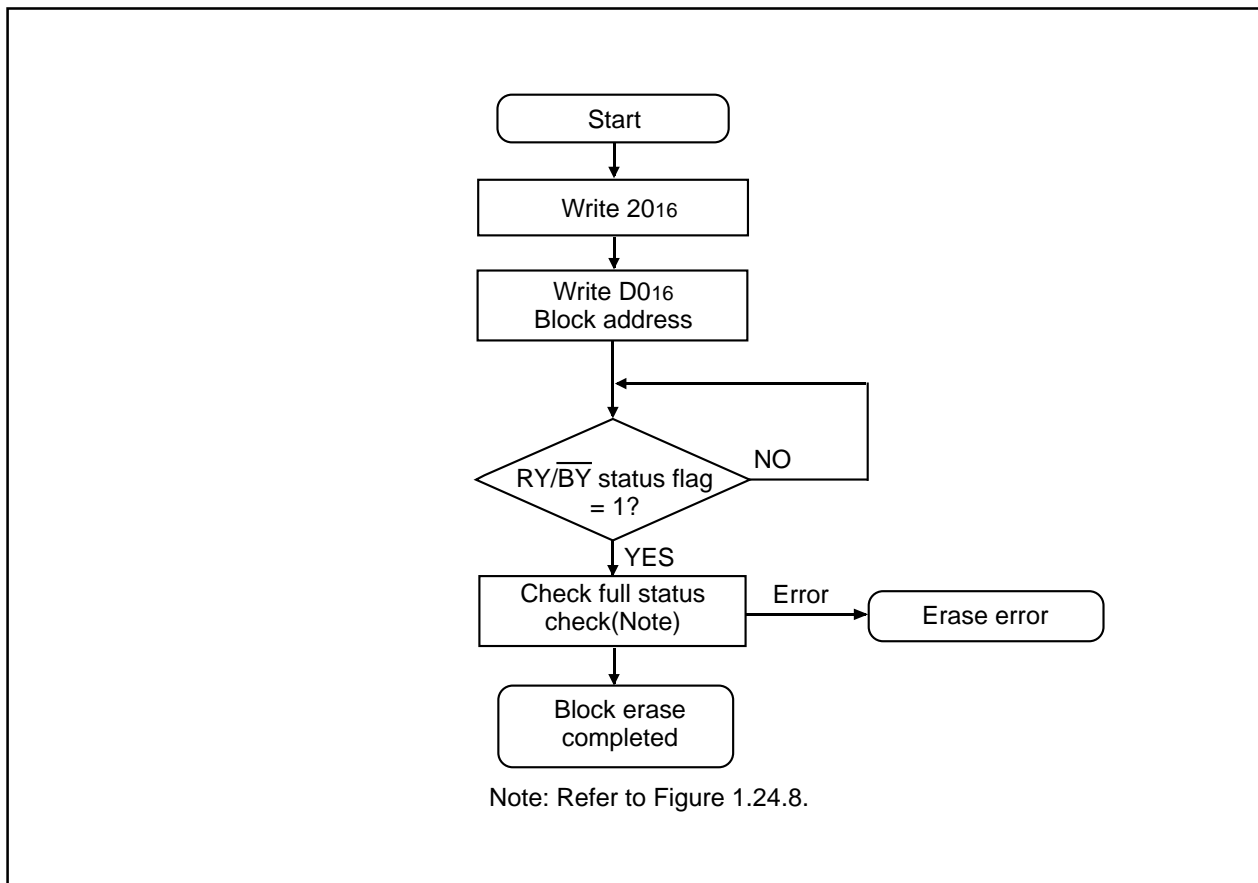 Start
Write 2016
Write D016
Block address
NO
RY/B̅Y̅ status flag
= 1?
YES
Check full status
check(Note)
Error
Erase error
Block erase
completed
Note: Refer to Figure 1.24.8.